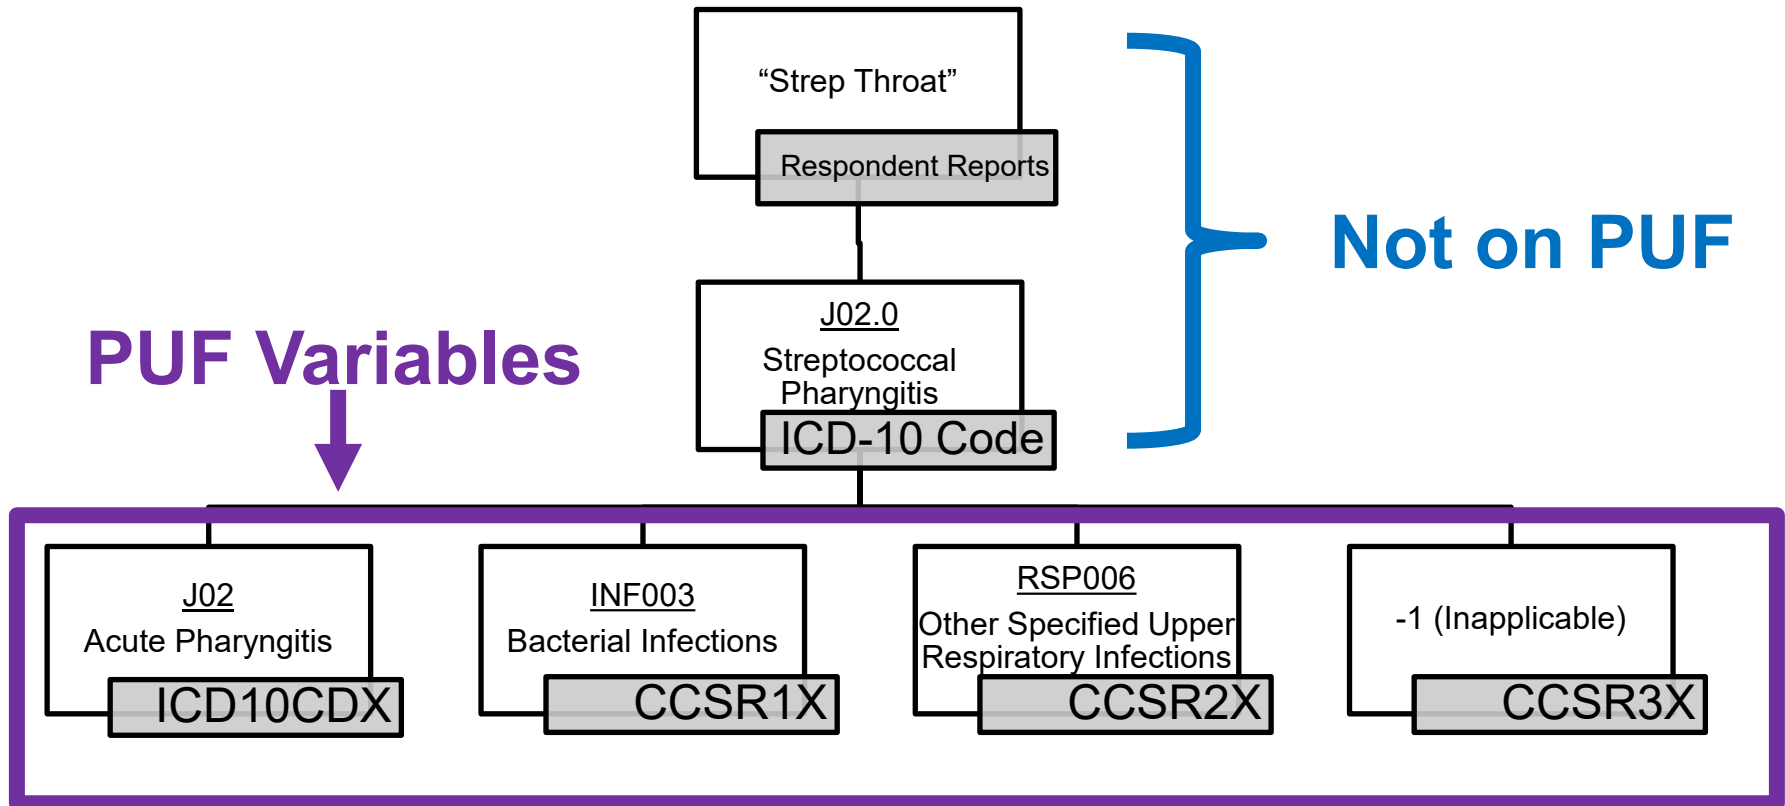 “Strep Throat”
Respondent Reports
Not on PUF
J02.0
Streptococcal
Pharyngitis
ICD-10 Code
PUF Variables
J02
Acute Pharyngitis
ICD10CDX
INF003
Bacterial Infections
CCSR1X
RSP006
Other Specified Upper
Respiratory Infections
CCSR2X
-1 (Inapplicable)
CCSR3X